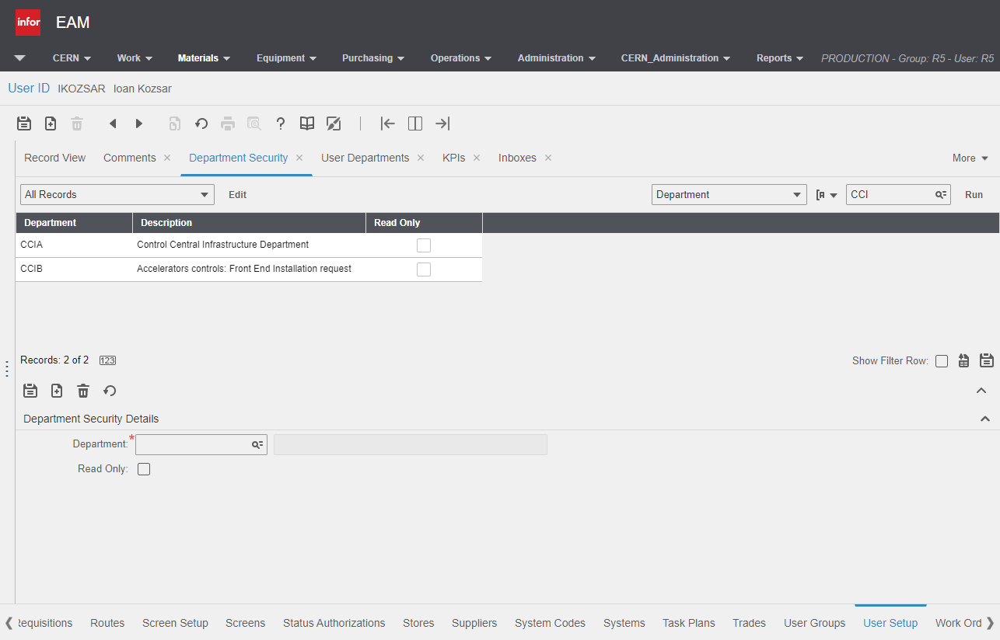 infor EAM
CERN Work Materials Equipment Purchasing Operations Administration CERN_Administration Reports PRODUCTION - Group: R5 - User: R5
User ID IKOZSAR Ioan Kozsar
Record View Comments Department Security User Departments KPIs Inboxes More
All Records Edit Department CCI Run
Department Description Read Only
CCIA Control Central Infrastructure Department
CCIB Accelerators controls: Front End Installation request
Records: 2 of 2 123 Show Filter Row:
Department Security Details
Department:*
Read Only:
Requisitions Routes Screen Setup Screens Status Authorizations Stores Suppliers System Codes Systems Task Plans Trades User Groups User Setup Work Ord